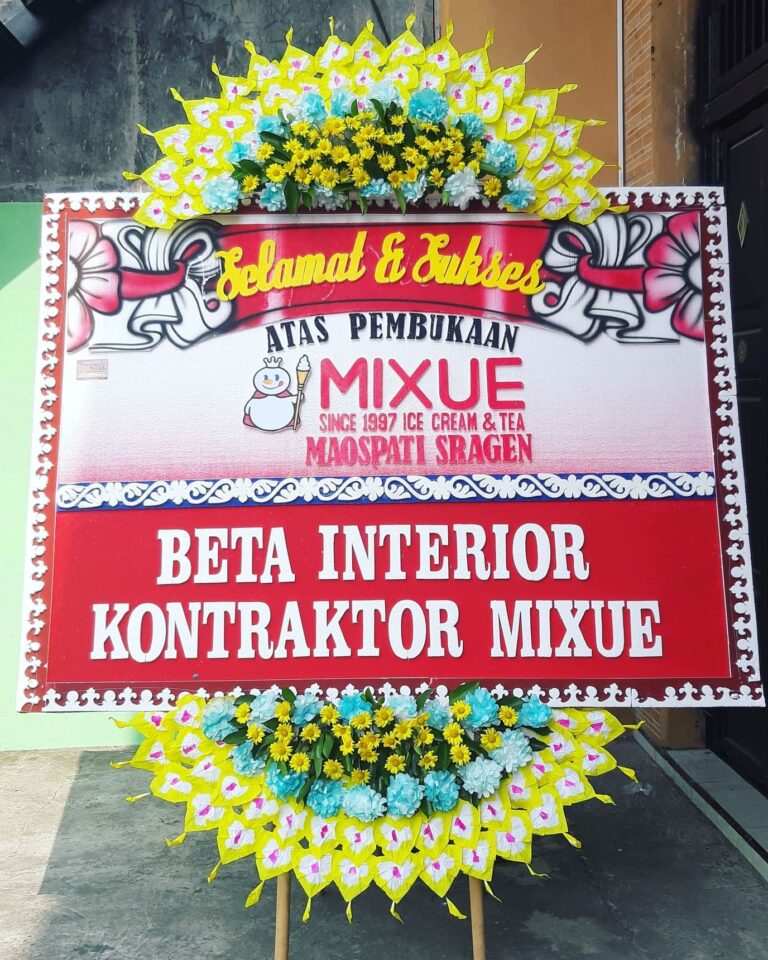 Selamat & Sukses
ATAS PEMBUKAAN
MIXUE
SINCE 1997 ICE CREAM & TEA
MAOSPATI SRAGEN
BETA INTERIOR
KONTRAKTOR MIXUE